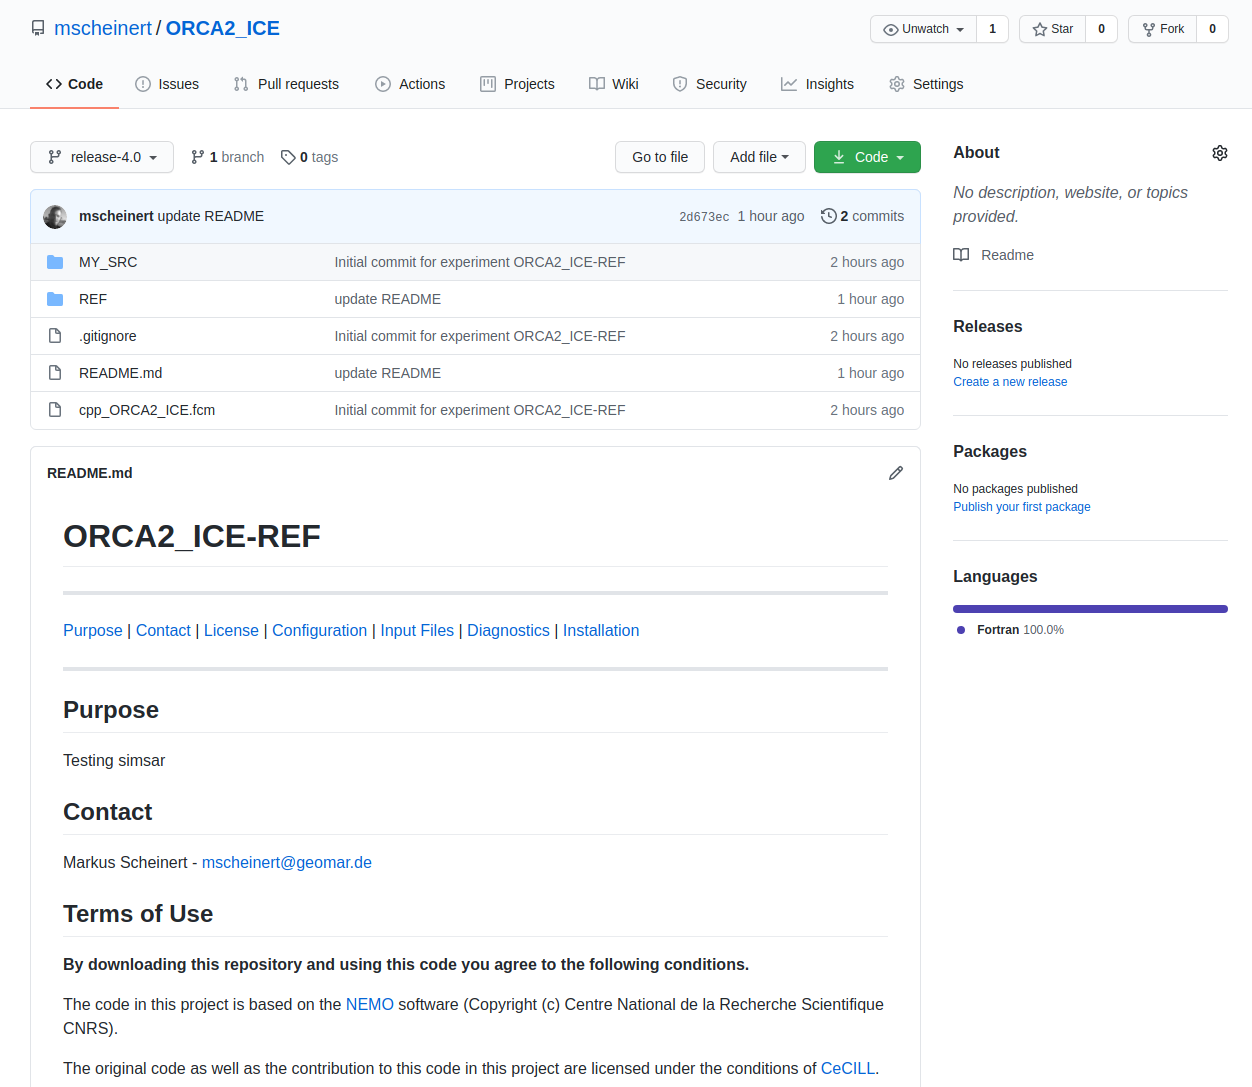 mscheinert / ORCA2_ICE
Unwatch 1 Star 0 Fork 0
Code Issues Pull requests Actions Projects Wiki Security Insights Settings
release-4.0 1 branch 0 tags Go to file Add file Code
mscheinert update README 2d673ec 1 hour ago 2 commits
MY_SRC Initial commit for experiment ORCA2_ICE-REF 2 hours ago
REF update README 1 hour ago
.gitignore Initial commit for experiment ORCA2_ICE-REF 2 hours ago
README.md update README 1 hour ago
cpp_ORCA2_ICE.fcm Initial commit for experiment ORCA2_ICE-REF 2 hours ago
README.md
ORCA2_ICE-REF
Purpose | Contact | License | Configuration | Input Files | Diagnostics | Installation
Purpose
Testing simsar
Contact
Markus Scheinert - mscheinert@geomar.de
Terms of Use
By downloading this repository and using this code you agree to the following conditions.
The code in this project is based on the NEMO software (Copyright (c) Centre National de la Recherche Scientifique
CNRS).
The original code as well as the contribution to this code in this project are licensed under the conditions of CeCILL.
About
No description, website, or topics
provided.
Readme
Releases
No releases published
Create a new release
Packages
No packages published
Publish your first package
Languages
Fortran 100.0%